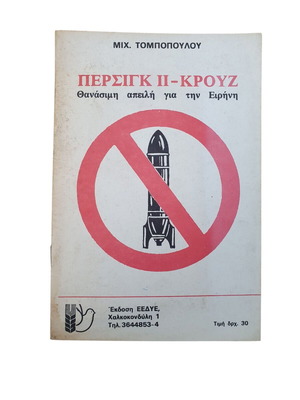 ΜΙΧ. ΤΟΜΠΟΠΟΥΛΟΥ
ΠΕΡΣΙΓΚ ΙΙ-ΚΡΟΥΖ
Θανάσιμη απειλή για την Ειρήνη
Έκδοση ΕΕΔΥΕ,
Χαλκοκονδύλη 1
Τηλ. 3644853-4
Τιμή δρχ. 30